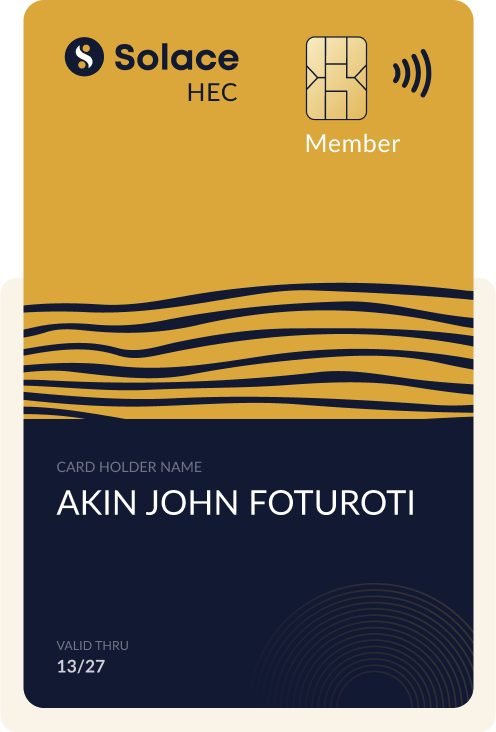 Solace
HEC
Member
CARD HOLDER NAME
AKIN JOHN FOTUROTI
VALID THRU
13/27